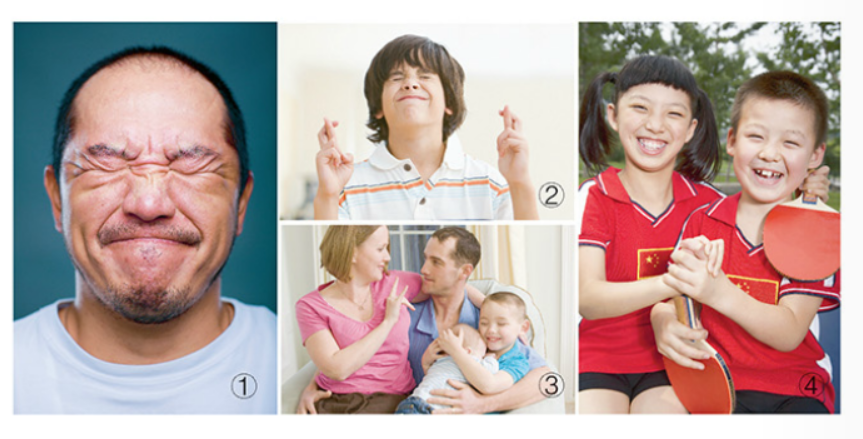 ①
②
③
④